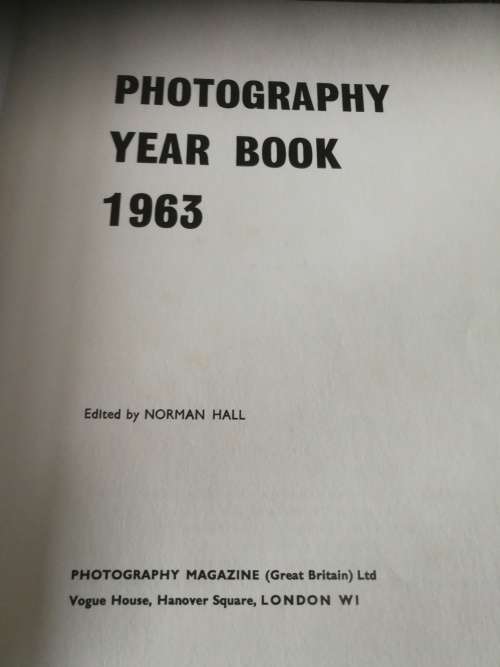 PHOTOGRAPHY
YEAR BOOK
1963
Edited by NORMAN HALL
PHOTOGRAPHY MAGAZINE (Great Britain) Ltd
Vogue House, Hanover Square, LONDON W1